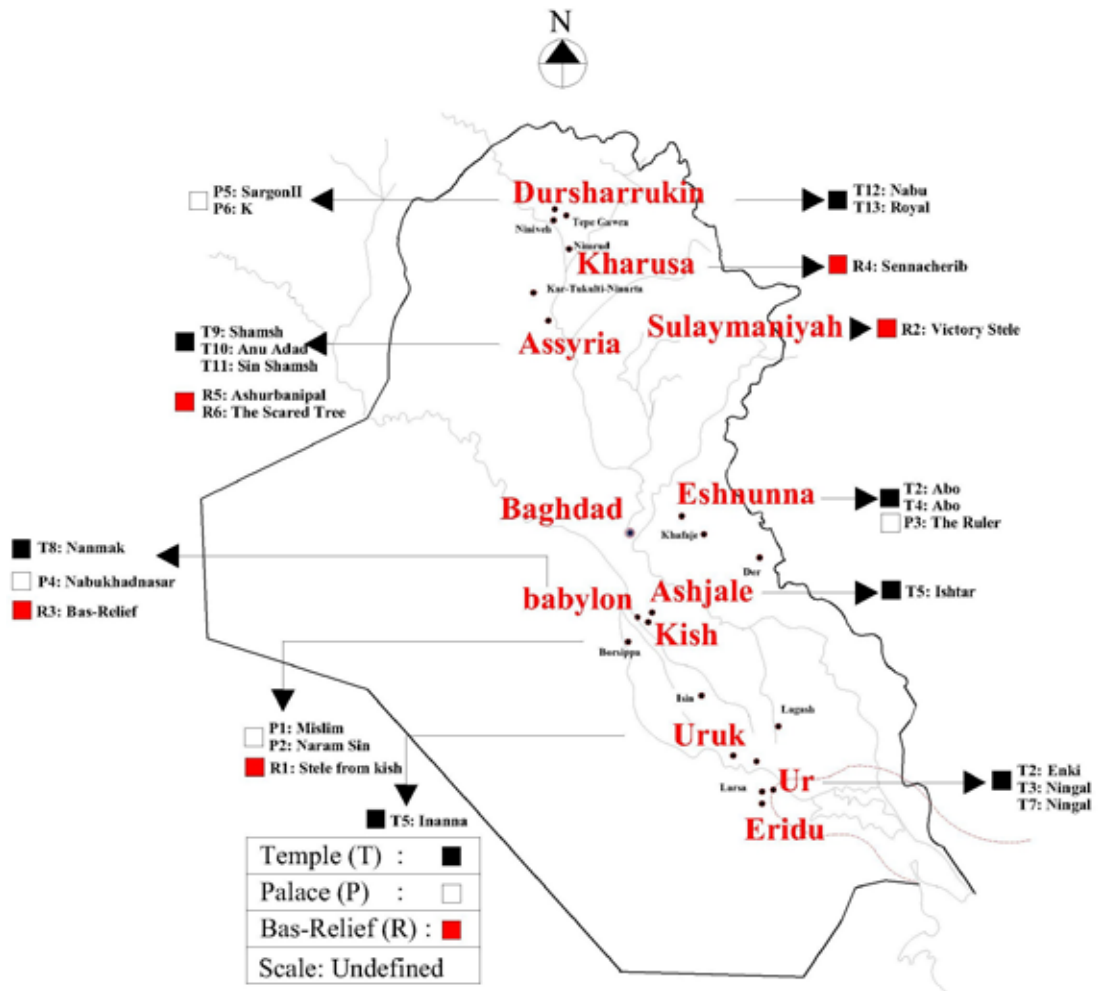 N
P5: SargonII
P6: K
Dursharrukin
T12: Nabu
T13: Royal
Niniveh
Tepe Gawra
Nimrud
Kharusa
R4: Sennacherib
Kar-Tukulti-Ninurta
T9: Shamsh
T10: Anu Adad
T11: Sin Shamsh
Assyria
Sulaymaniyah
R2: Victory Stele
R5: Ashurbanipal
R6: The Scared Tree
Baghdad
Eshnunna
T2: Abo
T4: Abo
P3: The Ruler
Khafaje
Der
T8: Nanmak
P4: Nabukhadnasar
R3: Bas-Relief
babylon
Ashjale
T5: Ishtar
Kish
Borsippa
Isin
Lagash
P1: Mislim
P2: Naram Sin
R1: Stele from kish
Uruk
Larsa
Ur
T2: Enki
T3: Ningal
T7: Ningal
T5: Inanna
Eridu
Temple (T) :
Palace (P) :
Bas-Relief (R) :
Scale: Undefined